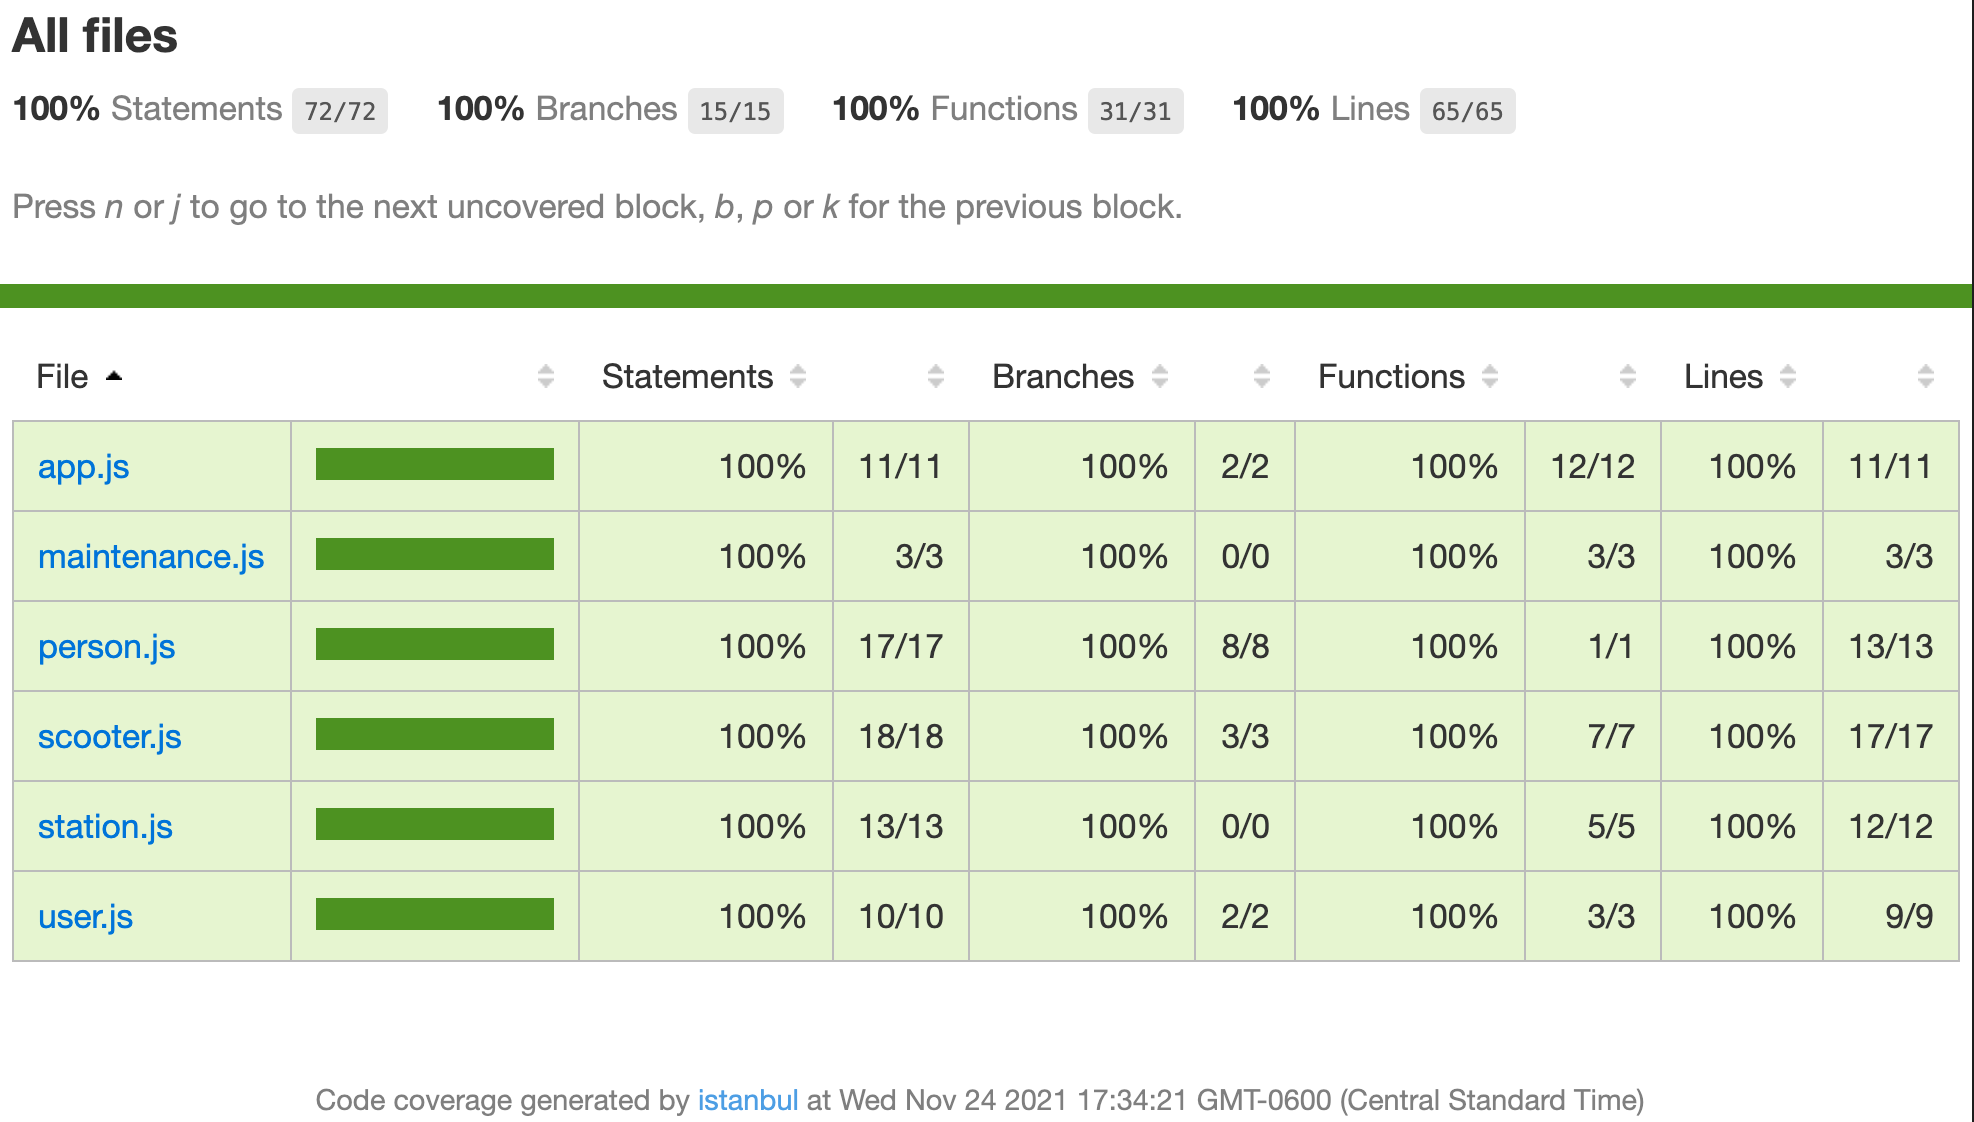 All files
100% Statements 72/72 100% Branches 15/15 100% Functions 31/31 100% Lines 65/65
Press n or j to go to the next uncovered block, b, p or k for the previous block.
File Statements Branches Functions Lines
app.js 100% 11/11 100% 2/2 100% 12/12 100% 11/11
maintenance.js 100% 3/3 100% 0/0 100% 3/3 100% 3/3
person.js 100% 17/17 100% 8/8 100% 1/1 100% 13/13
scooter.js 100% 18/18 100% 3/3 100% 7/7 100% 17/17
station.js 100% 13/13 100% 0/0 100% 5/5 100% 12/12
user.js 100% 10/10 100% 2/2 100% 3/3 100% 9/9
Code coverage generated by istanbul at Wed Nov 24 2021 17:34:21 GMT-0600 (Central Standard Time)